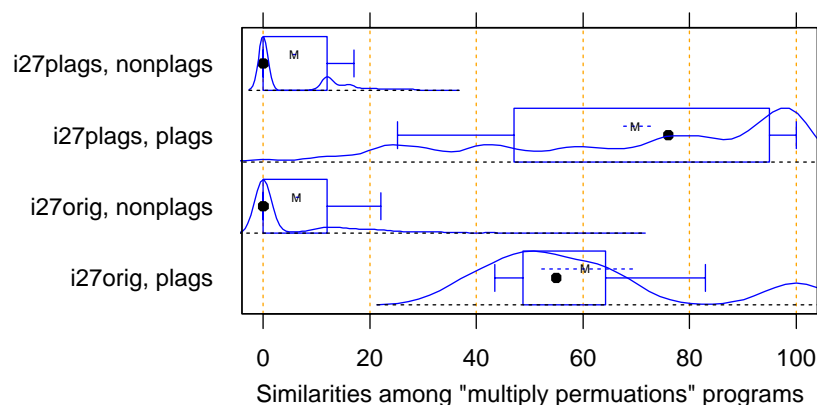 i27plags, nonplags
M
i27plags, plags
M
i27orig, nonplags
M
i27orig, plags
M
0 20 40 60 80 100
Similarities among "multiply permuations" programs